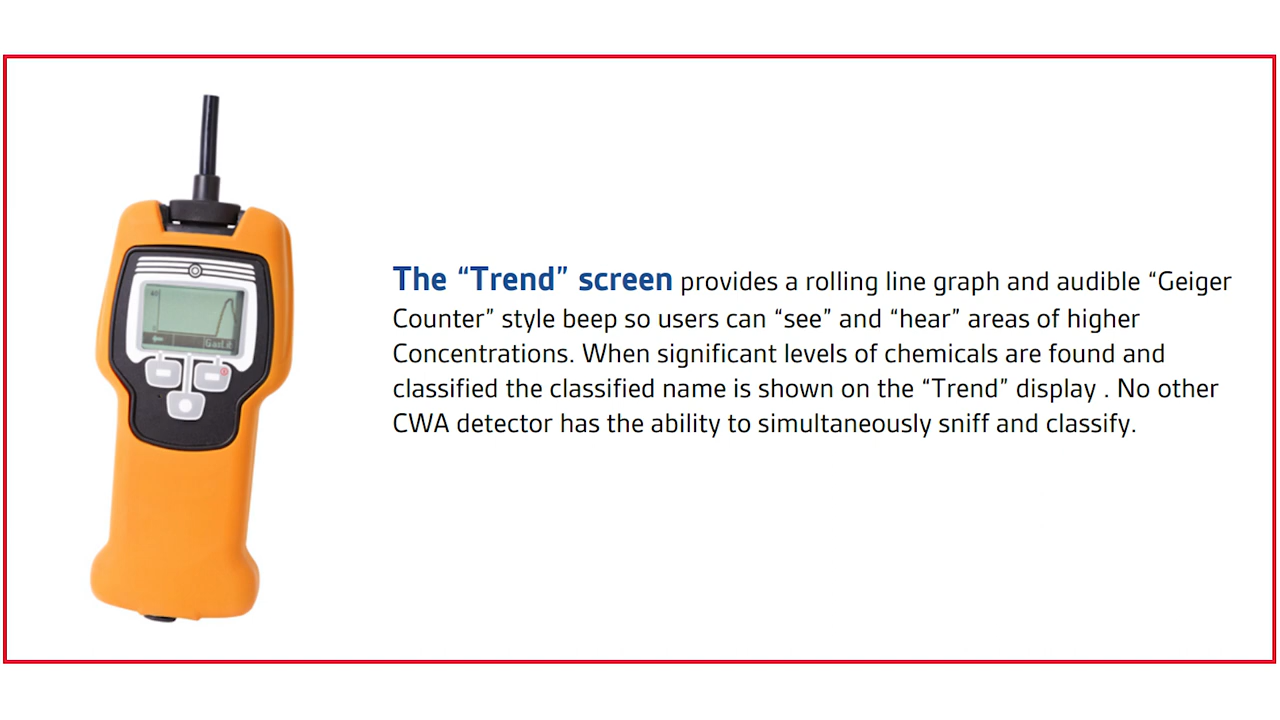 The “Trend” screen provides a rolling line graph and audible “Geiger
Counter” style beep so users can “see” and “hear” areas of higher
Concentrations. When significant levels of chemicals are found and
classified the classified name is shown on the “Trend” display . No other
CWA detector has the ability to simultaneously sniff and classify.